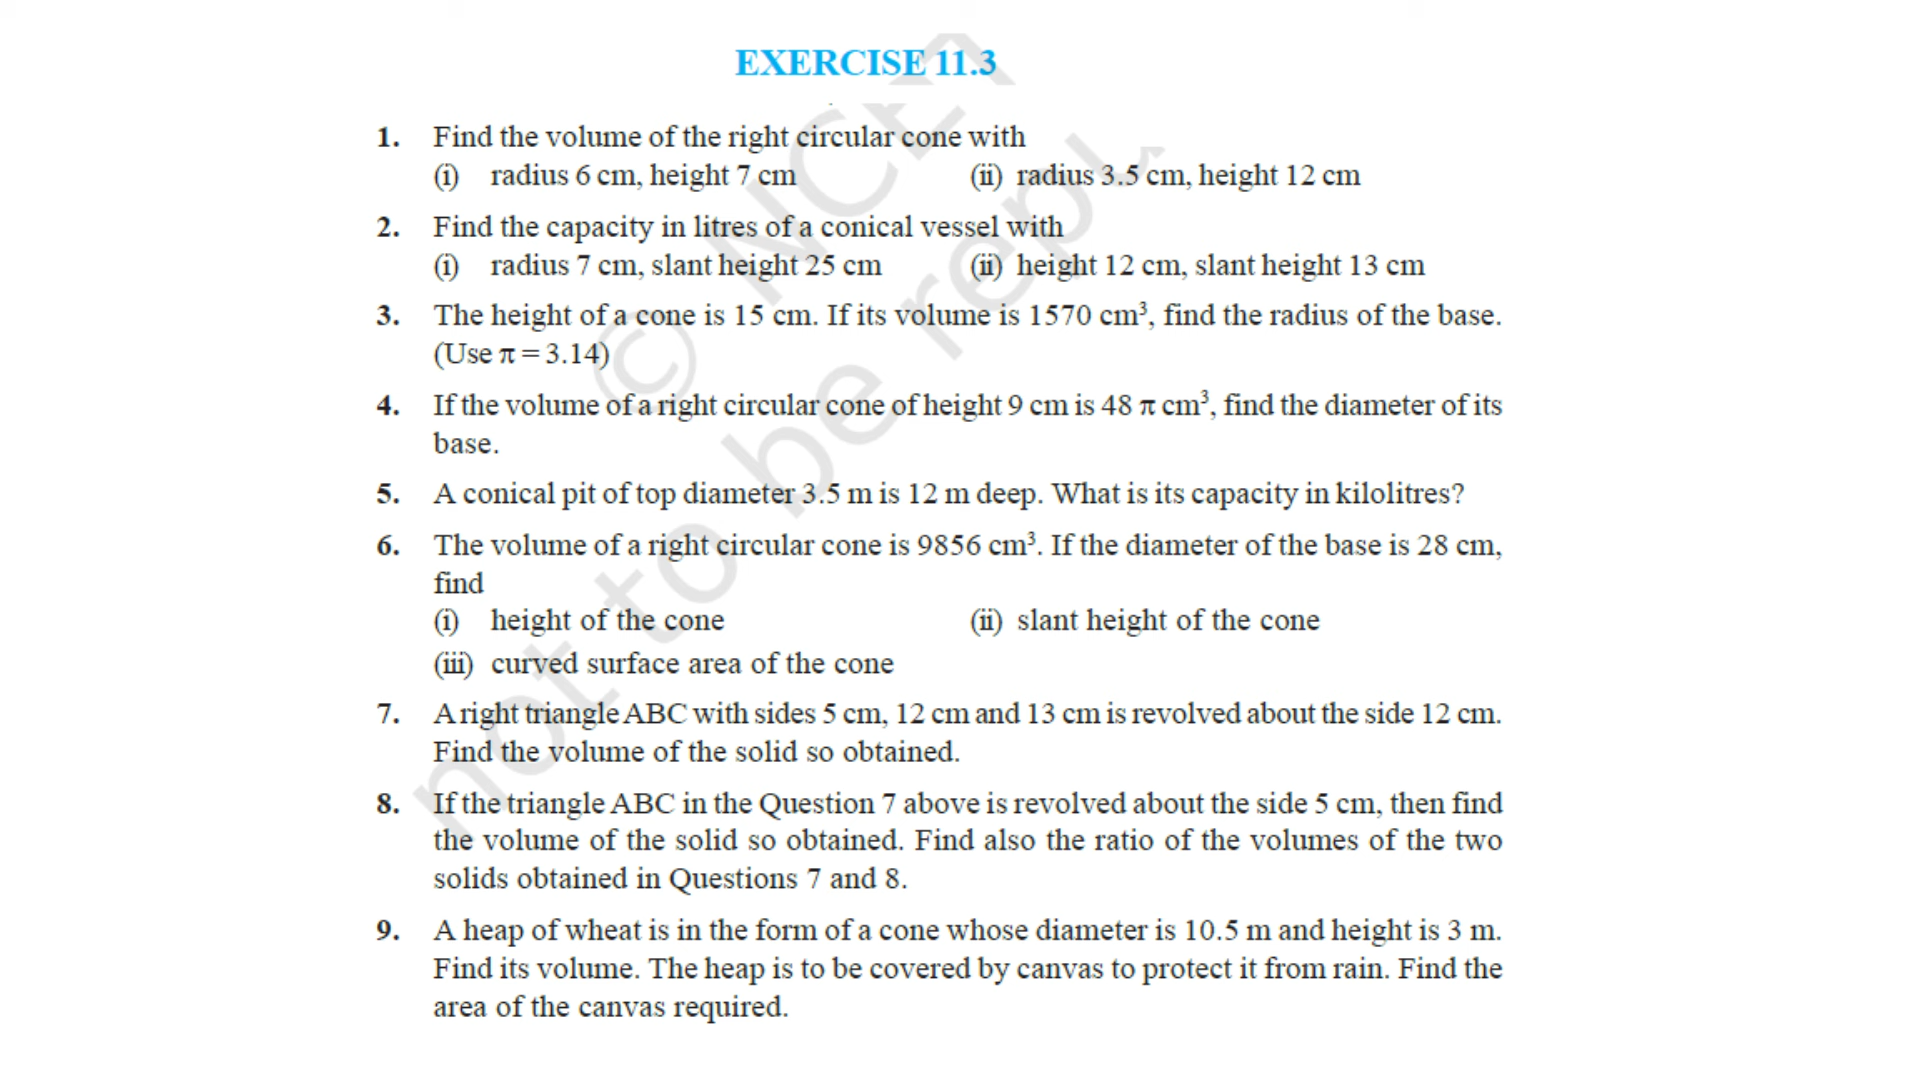 EXERCISE 11.3
1. Find the volume of the right circular cone with
(i) radius 6 cm, height 7 cm (ii) radius 3.5 cm, height 12 cm
2. Find the capacity in litres of a conical vessel with
(i) radius 7 cm, slant height 25 cm (ii) height 12 cm, slant height 13 cm
3. The height of a cone is 15 cm. If its volume is 1570 cm³, find the radius of the base.
(Use π = 3.14)
4. If the volume of a right circular cone of height 9 cm is 48 π cm³, find the diameter of its
base.
5. A conical pit of top diameter 3.5 m is 12 m deep. What is its capacity in kilolitres?
6. The volume of a right circular cone is 9856 cm³. If the diameter of the base is 28 cm,
find
(i) height of the cone (ii) slant height of the cone
(iii) curved surface area of the cone
7. A right triangle ABC with sides 5 cm, 12 cm and 13 cm is revolved about the side 12 cm.
Find the volume of the solid so obtained.
8. If the triangle ABC in the Question 7 above is revolved about the side 5 cm, then find
the volume of the solid so obtained. Find also the ratio of the volumes of the two
solids obtained in Questions 7 and 8.
9. A heap of wheat is in the form of a cone whose diameter is 10.5 m and height is 3 m.
Find its volume. The heap is to be covered by canvas to protect it from rain. Find the
area of the canvas required.
©
not to be